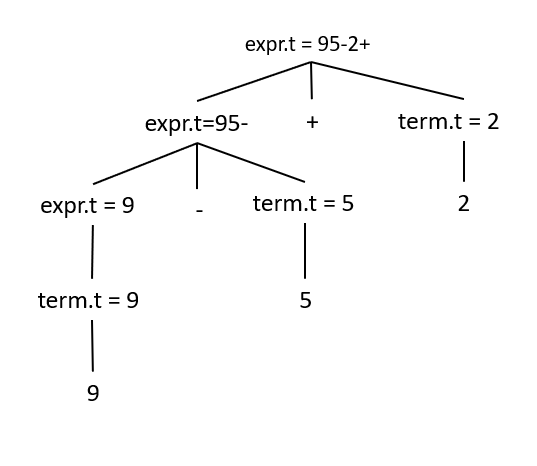 expr.t = 95-2+
expr.t=95-
+
term.t = 2
expr.t = 9
-
term.t = 5
2
term.t = 9
5
9